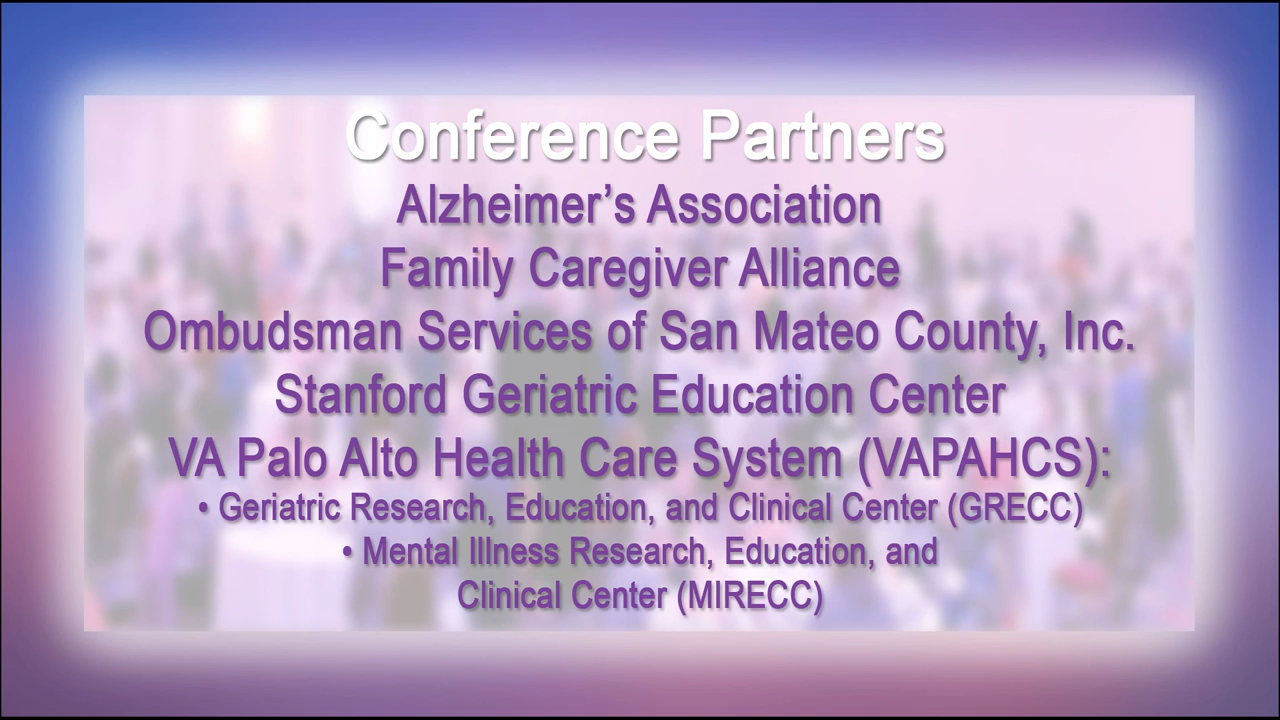 Conference Partners
Alzheimer’s Association
Family Caregiver Alliance
Ombudsman Services of San Mateo County, Inc.
Stanford Geriatric Education Center
VA Palo Alto Health Care System (VAPAHCS):
• Geriatric Research, Education, and Clinical Center (GRECC)
• Mental Illness Research, Education, and
Clinical Center (MIRECC)